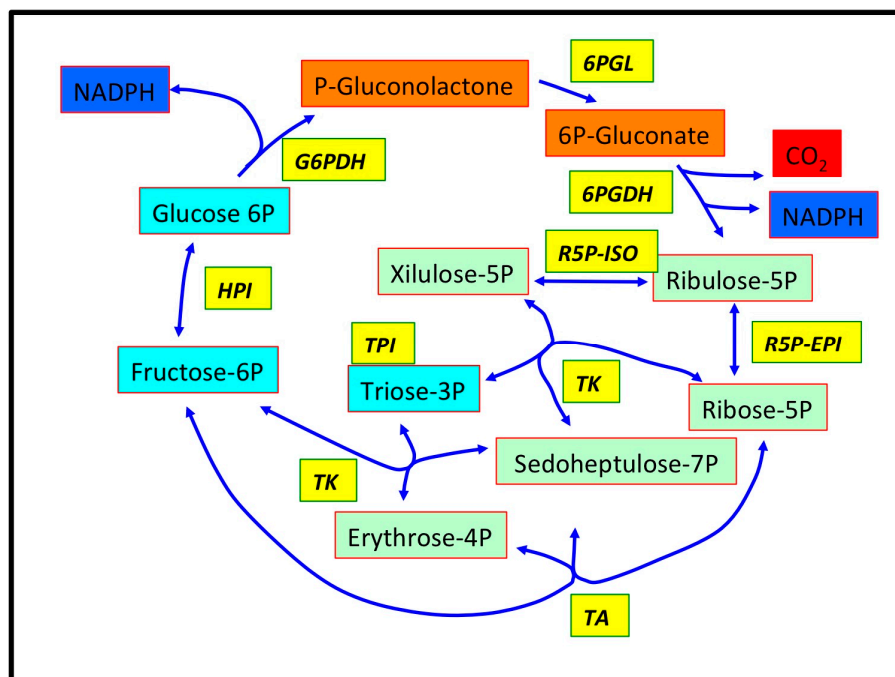 6PGL
P-Gluconolactone
NADPH
6P-Gluconate
CO₂
G6PDH
6PGDH
Glucose 6P
NADPH
R5P-ISO
Xilulose-5P
Ribulose-5P
HPI
TPI
R5P-EPI
Fructose-6P
Triose-3P
TK
Ribose-5P
Sedoheptulose-7P
TK
Erythrose-4P
TA